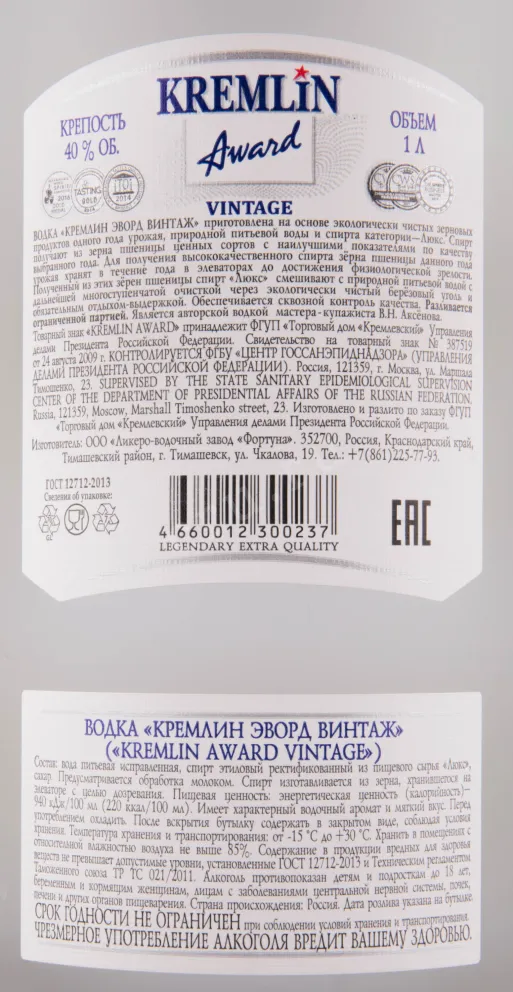 KREMLIN
Award
КРЕПОСТЬ
40 % ОБ.
ОБЪЕМ
1 Л
TASTING
GOLD
2014
VINTAGE
ВОДКА «КРЕМЛИН ЭВОРД ВИНТАЖ» приготовлена на основе экологически чистых зерновых
продуктов одного года урожая, природной питьевой воды и спирта категории—Люкс. Спирт
получают из зерна пшеницы ценных сортов с наилучшими показателями по качеству
выбранного года. Для получения высококачественного спирта зёрна пшеницы данного года
урожая хранят в течение года в элеваторах до достижения физиологической зрелости.
Полученный из этих зёрен пшеницы спирт «Люкс» смешивают с природной питьевой водой с
дальнейшей многоступенчатой очисткой через экологически чистый берёзовый уголь и
обязательным отдыхом-выдержкой. Обеспечивается сквозной контроль качества. Разливается
ограниченной партией. Является авторской водкой мастера-купажиста В.Н. Аксёнова.
Товарный знак «KREMLIN AWARD» принадлежит ФГУП «Торговый дом «Кремлевский» Управления
делами Президента Российской Федерации. Свидетельство на товарный знак № 387519
от 24 августа 2009 г. КОНТРОЛИРУЕТСЯ ФГБУ «ЦЕНТР ГОССАНЭПИДНАДЗОРА» (УПРАВЛЕНИЯ
ДЕЛАМИ ПРЕЗИДЕНТА РОССИЙСКОЙ ФЕДЕРАЦИИ). Россия, 121359, г. Москва, ул. Маршала
Тимошенко, 23. SUPERVISED BY THE STATE SANITARY EPIDEMIOLOGICAL SUPERVISION
CENTER OF THE DEPARTMENT OF PRESIDENTIAL AFFAIRS OF THE RUSSIAN FEDERATION.
Russia, 121359, Moscow, Marshall Timoshenko street, 23. Изготовлено и разлито по заказу ФГУП
«Торговый дом «Кремлевский» Управления делами Президента Российской Федерации.
Изготовитель: ООО «Ликеро-водочный завод «Фортуна». 352700, Россия, Краснодарский край,
Тимашевский район, г. Тимашевск, ул. Чкалова, 19. Тел.: +7(861)225-77-93.
ГОСТ 12712-2013
Сведения об упаковке:
GL
4 660012 300237
LEGENDARY EXTRA QUALITY
EAC
ВОДКА «КРЕМЛИН ЭВОРД ВИНТАЖ»
(«KREMLIN AWARD VINTAGE»)
Состав: вода питьевая исправленная, спирт этиловый ректификованный из пищевого сырья «Люкс»,
сахар. Предусматривается обработка молоком. Спирт изготавливается из зерна, хранившегося на
элеваторе с целью дозревания. Пищевая ценность: энергетическая ценность (калорийность)–
940 кДж/100 мл (220 ккал/100 мл). Имеет характерный водочный аромат и мягкий вкус. Перед
употреблением охладить. После вскрытия бутылку содержать в закрытом виде, соблюдая условия
хранения. Температура хранения и транспортирования: от -15 °С до +30 °С. Хранить в помещениях с
относительной влажностью воздуха не выше 85%. Содержание в продукции вредных для здоровья
веществ не превышает допустимые уровни, установленные ГОСТ 12712-2013 и Техническим регламентом
Таможенного союза ТР ТС 021/2011. Алкоголь противопоказан детям и подросткам до 18 лет,
беременным и кормящим женщинам, лицам с заболеваниями центральной нервной системы, почек,
печени и других органов пищеварения. Страна происхождения: Россия. Дата розлива указана на бутылке.
СРОК ГОДНОСТИ НЕ ОГРАНИЧЕН при соблюдении условий хранения и транспортирования.
ЧРЕЗМЕРНОЕ УПОТРЕБЛЕНИЕ АЛКОГОЛЯ ВРЕДИТ ВАШЕМУ ЗДОРОВЬЮ.